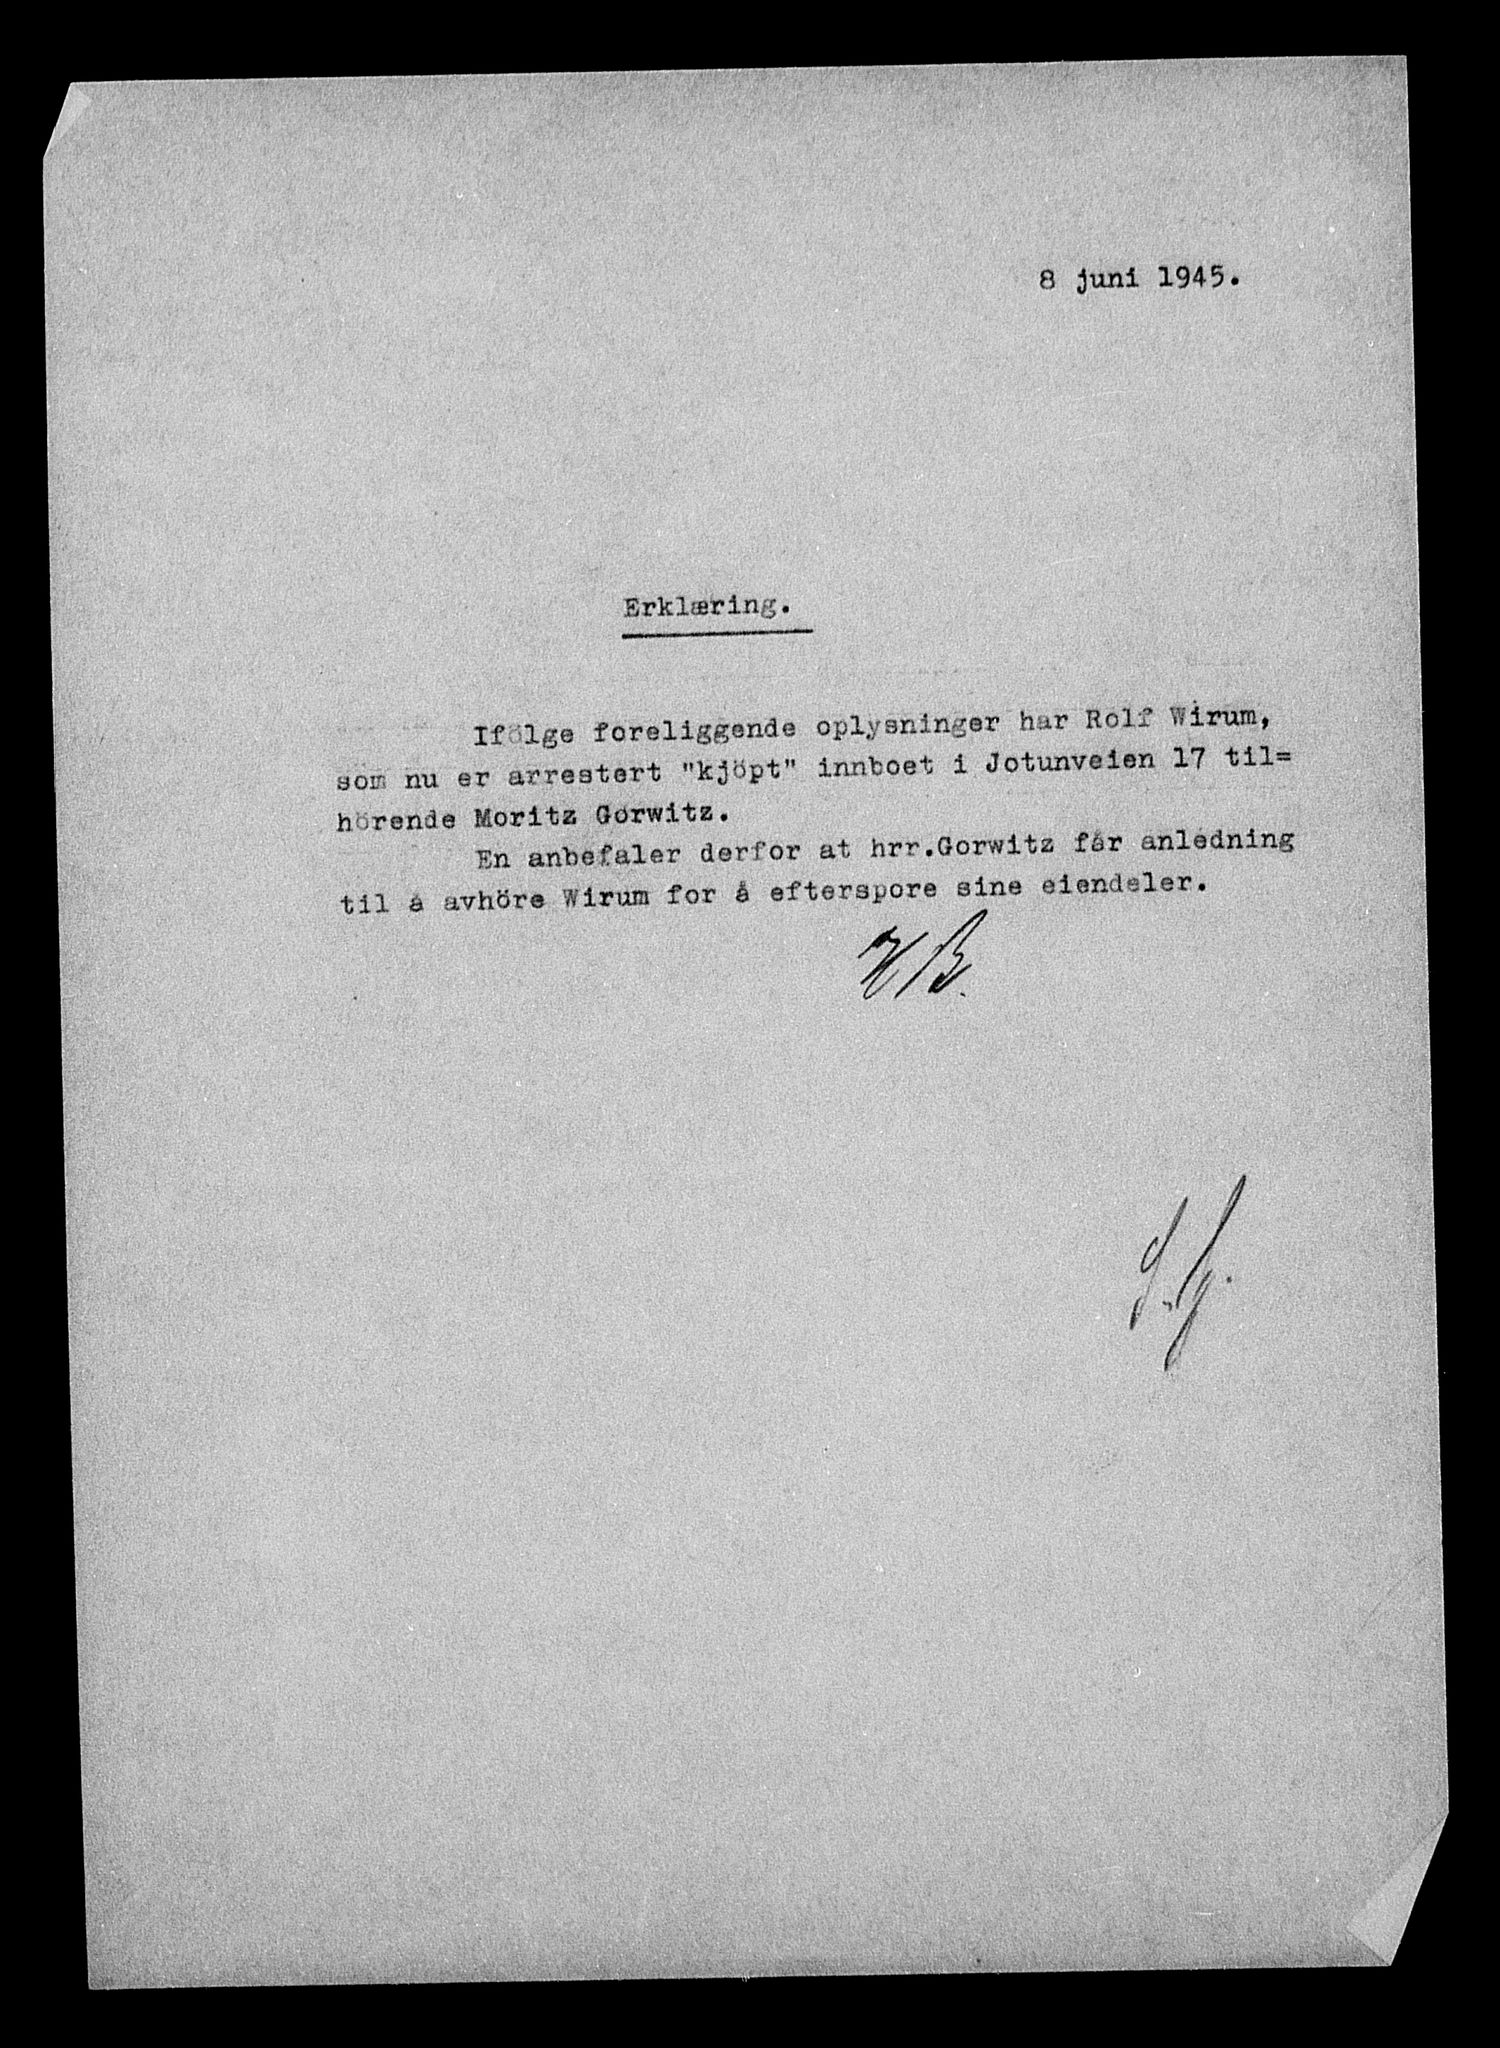 8 juni 1945.
Erklæring.
Ifölge foreliggende oplysninger har Rolf Wirum,
som nu er arrestert "kjöpt" innboet i Jotunveien 17 til=
hörende Moritz Gorwitz.
En anbefaler derfor at hrr.Gorwitz får anledning
til å avhöre Wirum for å efterspore sine eiendeler.